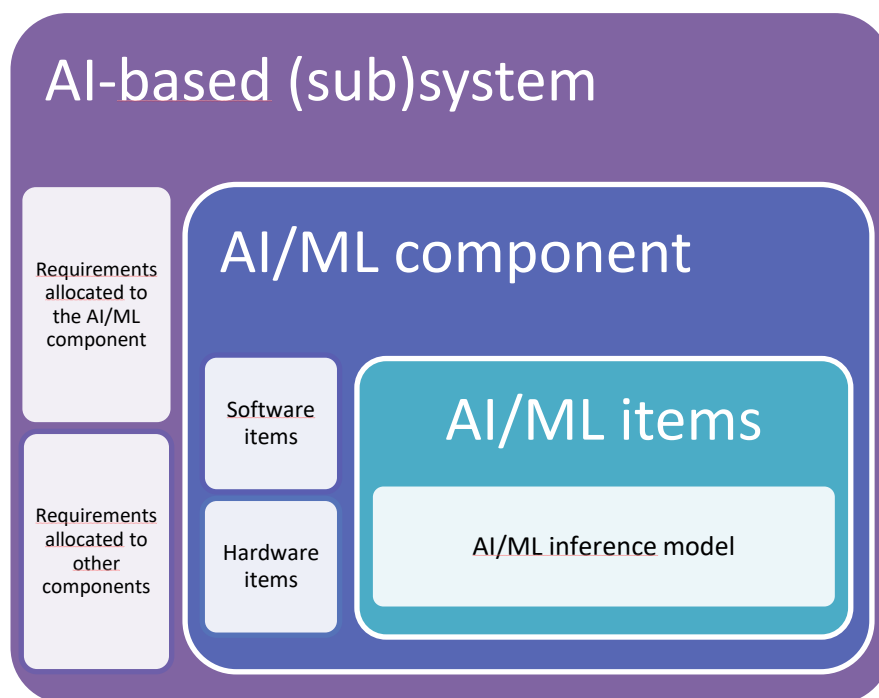 AI-based (sub)system
Requirements
allocated to
the AI/ML
component
Requirements
allocated to
other
components
AI/ML component
Software
items
Hardware
items
AI/ML items
AI/ML inference model